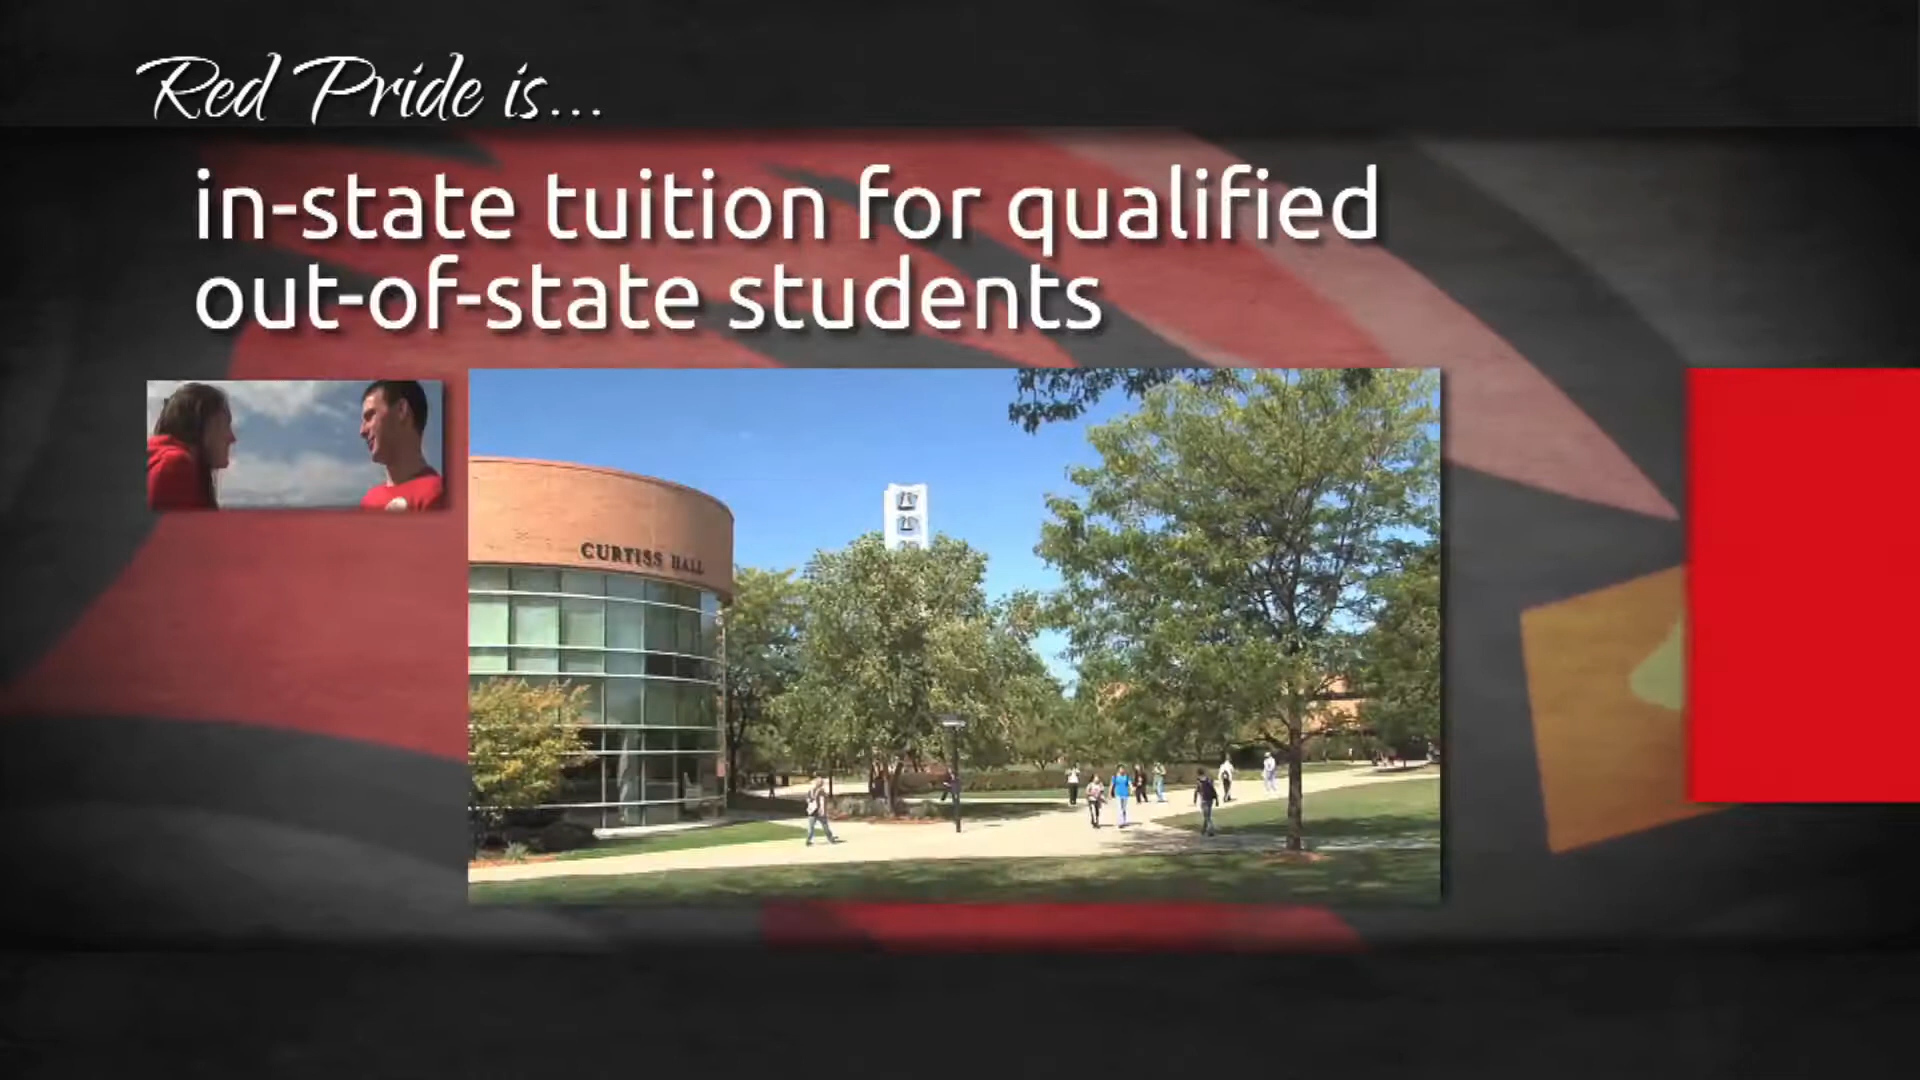 Red Pride is...
in-state tuition for qualified
out-of-state students
CURTISS HALL